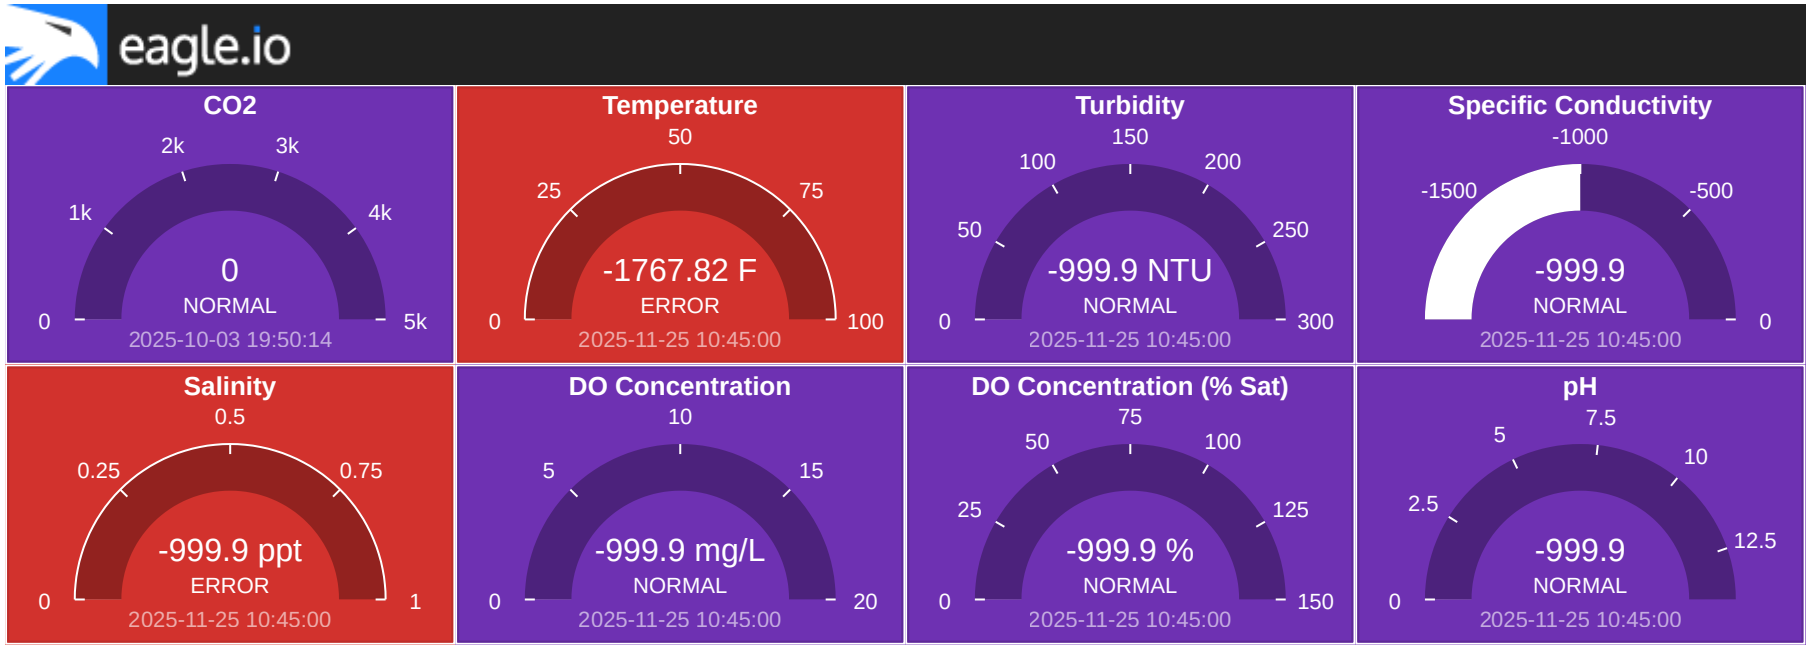 eagle.io
CO2
0
1k
2k
3k
4k
5k
0
NORMAL
2025-10-03 19:50:14
Temperature
0
25
50
75
100
-1767.82 F
ERROR
2025-11-25 10:45:00
Turbidity
0
50
100
150
200
250
300
-999.9 NTU
NORMAL
2025-11-25 10:45:00
Specific Conductivity
-1500
-1000
-500
0
-999.9
NORMAL
2025-11-25 10:45:00
Salinity
0
0.25
0.5
0.75
1
-999.9 ppt
ERROR
2025-11-25 10:45:00
DO Concentration
0
5
10
15
20
-999.9 mg/L
NORMAL
2025-11-25 10:45:00
DO Concentration (% Sat)
0
25
50
75
100
125
150
-999.9 %
NORMAL
2025-11-25 10:45:00
pH
0
2.5
5
7.5
10
12.5
-999.9
NORMAL
2025-11-25 10:45:00